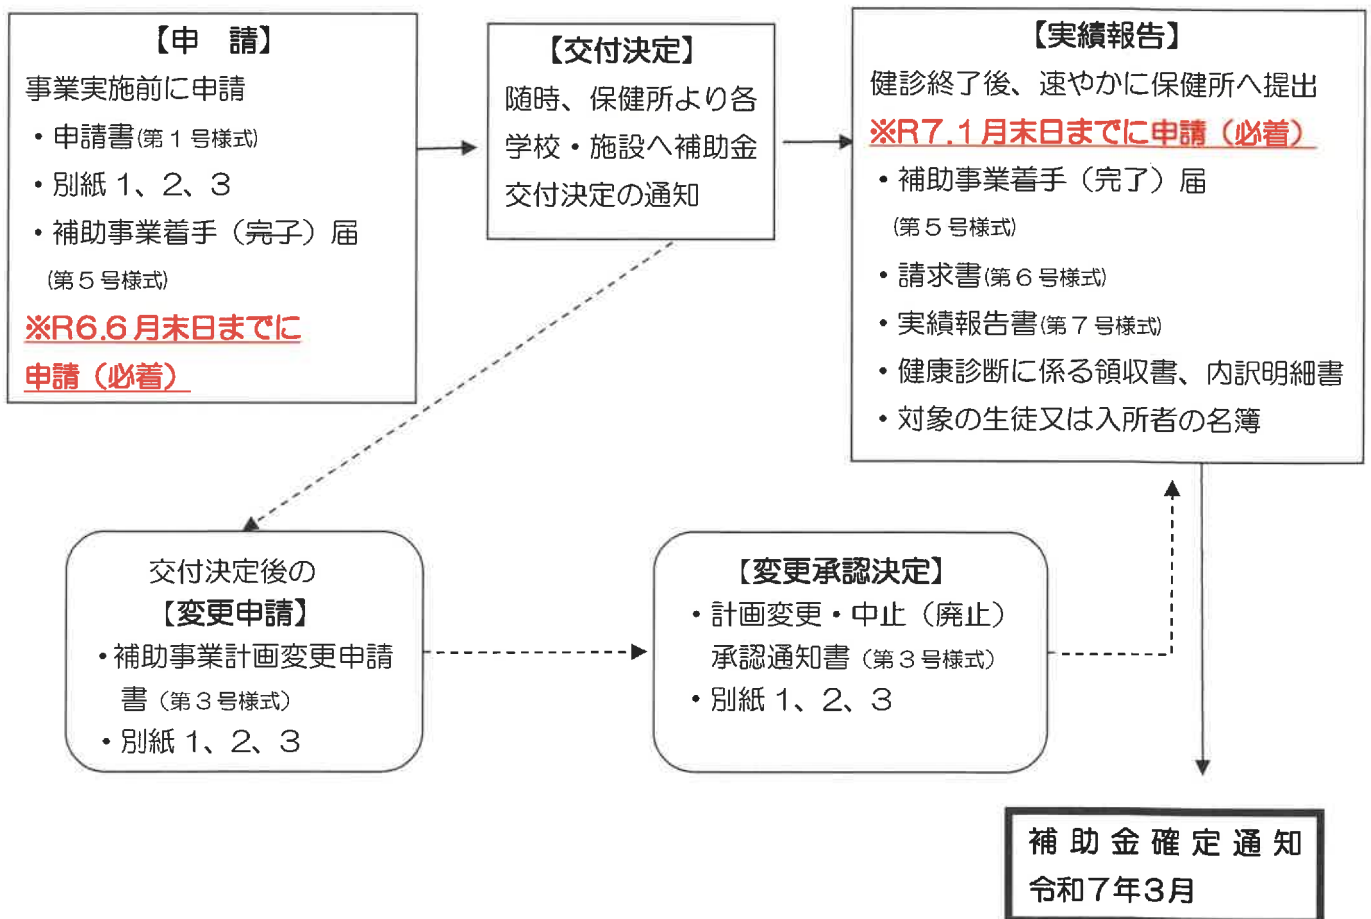 【申　請】
事業実施前に申請
・申請書(第１号様式)
・別紙 1、2、3
・補助事業着手（完了）届
(第５号様式)
※R6.6月末日までに
申請（必着）
【交付決定】
随時、保健所より各
学校・施設へ補助金
交付決定の通知
【実績報告】
健診終了後、速やかに保健所へ提出
※R7.1月末日までに申請（必着）
・補助事業着手（完了）届
(第５号様式)
・請求書(第６号様式)
・実績報告書(第７号様式)
・健康診断に係る領収書、内訳明細書
・対象の生徒又は入所者の名簿
交付決定後の
【変更申請】
・補助事業計画変更申請
書（第３号様式）
・別紙 1、2、3
【変更承認決定】
・計画変更・中止（廃止）
承認通知書（第３号様式）
・別紙 1、2、3
補助金確定通知
令和７年３月